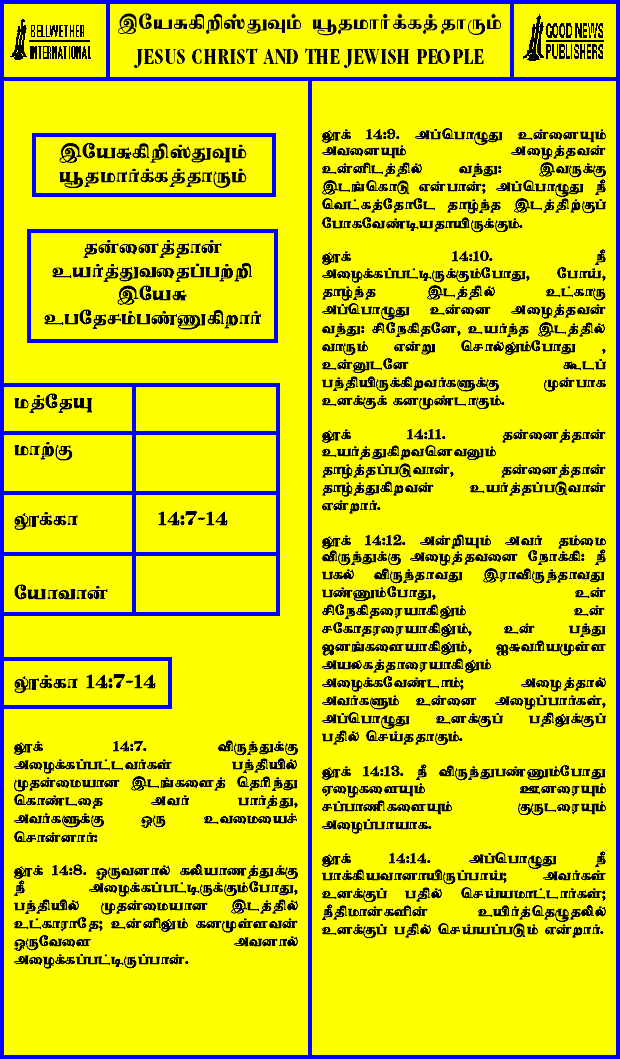 BELLWETHER
INTERNATIONAL
இயேசுகிறிஸ்துவும் யூதமார்க்கத்தாரும்
JESUS CHRIST AND THE JEWISH PEOPLE
GOOD NEWS
PUBLISHERS
இயேசுகிறிஸ்துவும்
யூதமார்க்கத்தாரும்
தன்னைத்தான்
உயர்த்துவதைப்பற்றி
இயேசு
உபதேசம்பண்ணுகிறார்
மத்தேயு
மாற்கு
லூக்கா 14:7-14
யோவான்
லூக்கா 14:7-14
லூக் 14:7. விருந்துக்கு
அழைக்கப்பட்டவர்கள் பந்தியில்
முதன்மையான இடங்களைத் தெரிந்து
கொண்டதை அவர் பார்த்து,
அவர்களுக்கு ஒரு உவமையைச்
சொன்னார்:
லூக் 14:8. ஒருவனால் கலியாணத்துக்கு
நீ அழைக்கப்பட்டிருக்கும்போது,
பந்தியில் முதன்மையான இடத்தில்
உட்காராதே; உன்னிலும் கனமுள்ளவன்
ஒருவேளை அவனால்
அழைக்கப்பட்டிருப்பான்.
லூக் 14:9. அப்பொழுது உன்னையும்
அவனையும் அழைத்தவன்
உன்னிடத்தில் வந்து: இவருக்கு
இடங்கொடு என்பான்; அப்பொழுது நீ
வெட்கத்தோடே தாழ்ந்த இடத்திற்குப்
போகவேண்டியதாயிருக்கும்.
லூக் 14:10. நீ
அழைக்கப்பட்டிருக்கும்போது, போய்,
தாழ்ந்த இடத்தில் உட்காரு
அப்பொழுது உன்னை அழைத்தவன்
வந்து: சிநேகிதனே, உயர்ந்த இடத்தில்
வாரும் என்று சொல்லும்போது ,
உன்னுடனே கூடப்
பந்தியிருக்கிறவர்களுக்கு முன்பாக
உனக்குக் கனமுண்டாகும்.
லூக் 14:11. தன்னைத்தான்
உயர்த்துகிறவனெவனும்
தாழ்த்தப்படுவான், தன்னைத்தான்
தாழ்த்துகிறவன் உயர்த்தப்படுவான்
என்றார்.
லூக் 14:12. அன்றியும் அவர் தம்மை
விருந்துக்கு அழைத்தவனை நோக்கி: நீ
பகல் விருந்தாவது இராவிருந்தாவது
பண்ணும்போது, உன்
சிநேகிதரையாகிலும் உன்
சகோதரரையாகிலும், உன் பந்து
ஜனங்களையாகிலும், ஐசுவரியமுள்ள
அயலகத்தாரையாகிலும்
அழைக்கவேண்டாம்; அழைத்தால்
அவர்களும் உன்னை அழைப்பார்கள்,
அப்பொழுது உனக்குப் பதிலுக்குப்
பதில் செய்ததாகும்.
லூக் 14:13. நீ விருந்துபண்ணும்போது
ஏழைகளையும் ஊனரையும்
சப்பாணிகளையும் குருடரையும்
அழைப்பாயாக.
லூக் 14:14. அப்பொழுது நீ
பாக்கியவானாயிருப்பாய்; அவர்கள்
உனக்குப் பதில் செய்யமாட்டார்கள்;
நீதிமான்களின் உயிர்த்தெழுதலில்
உனக்குப் பதில் செய்யப்படும் என்றார்.